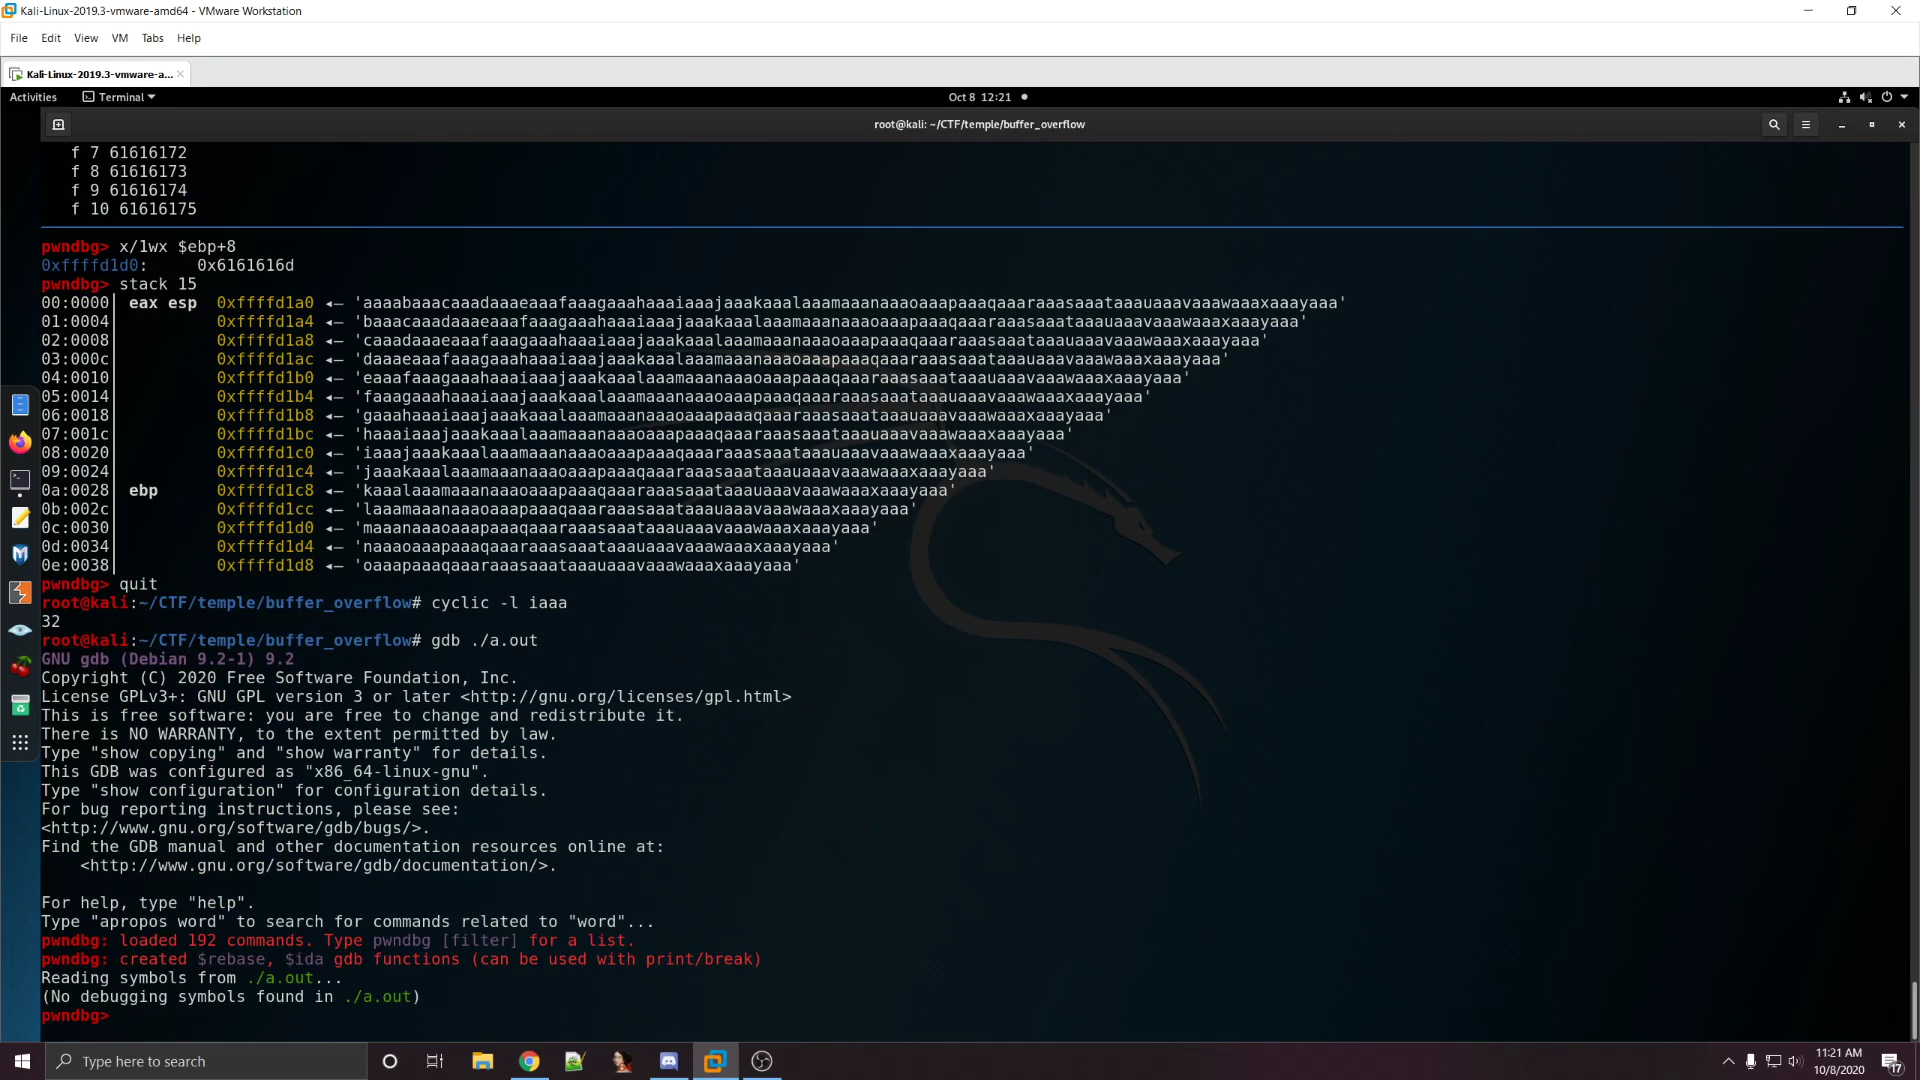 Kali-Linux-2019.3-vmware-amd64 - VMware Workstation
File Edit View VM Tabs Help
Kali-Linux-2019.3-vmware-a...
Activities Terminal Oct 8 12:21
root@kali: ~/CTF/temple/buffer_overflow
f 7 61616172
f 8 61616173
f 9 61616174
f 10 61616175
pwndbg> x/1wx $ebp+8
0xffffd1d0: 0x6161616d
pwndbg> stack 15
00:0000│ eax esp 0xffffd1a0 ◂— 'aaaabaaacaaadaaaeaaafaaagaaahaaaiaaajaaakaaalaaamaaanaaaoaaapaaaqaaaraaasaaataaauaaavaaawaaaxaaayaaa'
01:0004│ 0xffffd1a4 ◂— 'baaacaaadaaaeaaafaaagaaahaaaiaaajaaakaaalaaamaaanaaaoaaapaaaqaaaraaasaaataaauaaavaaawaaaxaaayaaa'
02:0008│ 0xffffd1a8 ◂— 'caaadaaaeaaafaaagaaahaaaiaaajaaakaaalaaamaaanaaaoaaapaaaqaaaraaasaaataaauaaavaaawaaaxaaayaaa'
03:000c│ 0xffffd1ac ◂— 'daaaeaaafaaagaaahaaaiaaajaaakaaalaaamaaanaaaoaaapaaaqaaaraaasaaataaauaaavaaawaaaxaaayaaa'
04:0010│ 0xffffd1b0 ◂— 'eaaafaaagaaahaaaiaaajaaakaaalaaamaaanaaaoaaapaaaqaaaraaasaaataaauaaavaaawaaaxaaayaaa'
05:0014│ 0xffffd1b4 ◂— 'faaagaaahaaaiaaajaaakaaalaaamaaanaaaoaaapaaaqaaaraaasaaataaauaaavaaawaaaxaaayaaa'
06:0018│ 0xffffd1b8 ◂— 'gaaahaaaiaaajaaakaaalaaamaaanaaaoaaapaaaqaaaraaasaaataaauaaavaaawaaaxaaayaaa'
07:001c│ 0xffffd1bc ◂— 'haaaiaaajaaakaaalaaamaaanaaaoaaapaaaqaaaraaasaaataaauaaavaaawaaaxaaayaaa'
08:0020│ 0xffffd1c0 ◂— 'iaaajaaakaaalaaamaaanaaaoaaapaaaqaaaraaasaaataaauaaavaaawaaaxaaayaaa'
09:0024│ 0xffffd1c4 ◂— 'jaaakaaalaaamaaanaaaoaaapaaaqaaaraaasaaataaauaaavaaawaaaxaaayaaa'
0a:0028│ ebp 0xffffd1c8 ◂— 'kaaalaaamaaanaaaoaaapaaaqaaaraaasaaataaauaaavaaawaaaxaaayaaa'
0b:002c│ 0xffffd1cc ◂— 'laaamaaanaaaoaaapaaaqaaaraaasaaataaauaaavaaawaaaxaaayaaa'
0c:0030│ 0xffffd1d0 ◂— 'maaanaaaoaaapaaaqaaaraaasaaataaauaaavaaawaaaxaaayaaa'
0d:0034│ 0xffffd1d4 ◂— 'naaaoaaapaaaqaaaraaasaaataaauaaavaaawaaaxaaayaaa'
0e:0038│ 0xffffd1d8 ◂— 'oaaapaaaqaaaraaasaaataaauaaavaaawaaaxaaayaaa'
pwndbg> quit
root@kali:~/CTF/temple/buffer_overflow# cyclic -l iaaa
32
root@kali:~/CTF/temple/buffer_overflow# gdb ./a.out
GNU gdb (Debian 9.2-1) 9.2
Copyright (C) 2020 Free Software Foundation, Inc.
License GPLv3+: GNU GPL version 3 or later <http://gnu.org/licenses/gpl.html>
This is free software: you are free to change and redistribute it.
There is NO WARRANTY, to the extent permitted by law.
Type "show copying" and "show warranty" for details.
This GDB was configured as "x86_64-linux-gnu".
Type "show configuration" for configuration details.
For bug reporting instructions, please see:
<http://www.gnu.org/software/gdb/bugs/>.
Find the GDB manual and other documentation resources online at:
<http://www.gnu.org/software/gdb/documentation/>.
For help, type "help".
Type "apropos word" to search for commands related to "word"...
pwndbg: loaded 192 commands. Type pwndbg [filter] for a list.
pwndbg: created $rebase, $ida gdb functions (can be used with print/break)
Reading symbols from ./a.out...
(No debugging symbols found in ./a.out)
pwndbg>
Type here to search
11:21 AM
10/8/2020
17